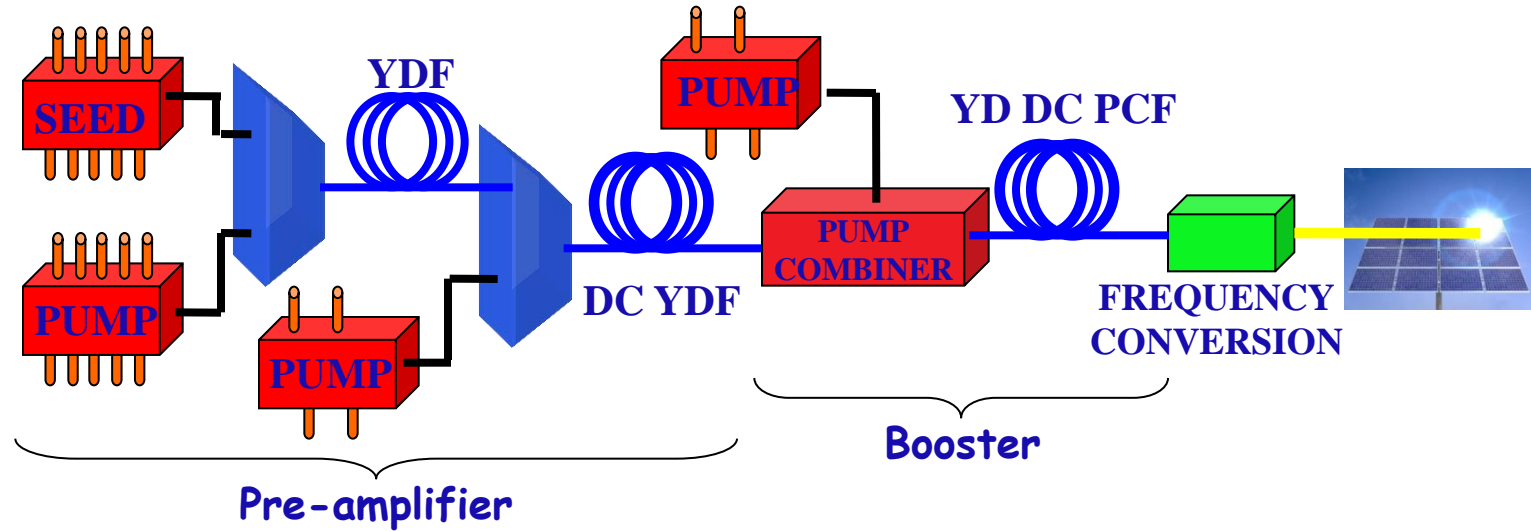 SEED
PUMP
YDF
PUMP
DC YDF
PUMP
PUMP
COMBINER
YD DC PCF
FREQUENCY
CONVERSION
Pre-amplifier
Booster